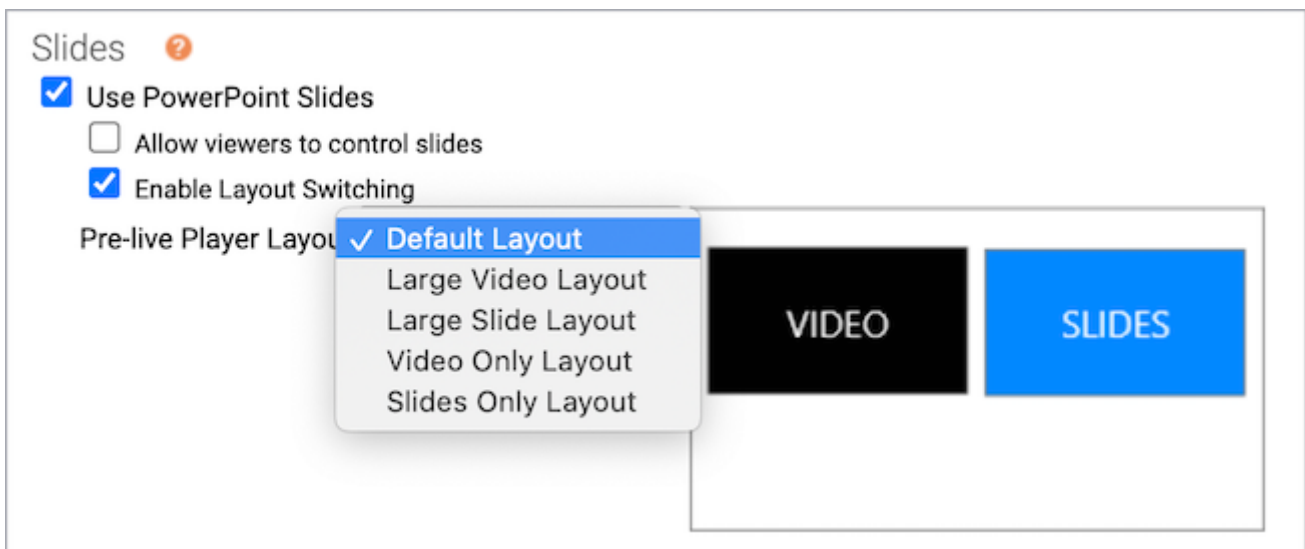 Slides ?
Use PowerPoint Slides
Allow viewers to control slides
Enable Layout Switching
Pre-live Player Layou
✓ Default Layout
Large Video Layout
Large Slide Layout
Video Only Layout
Slides Only Layout
VIDEO
SLIDES